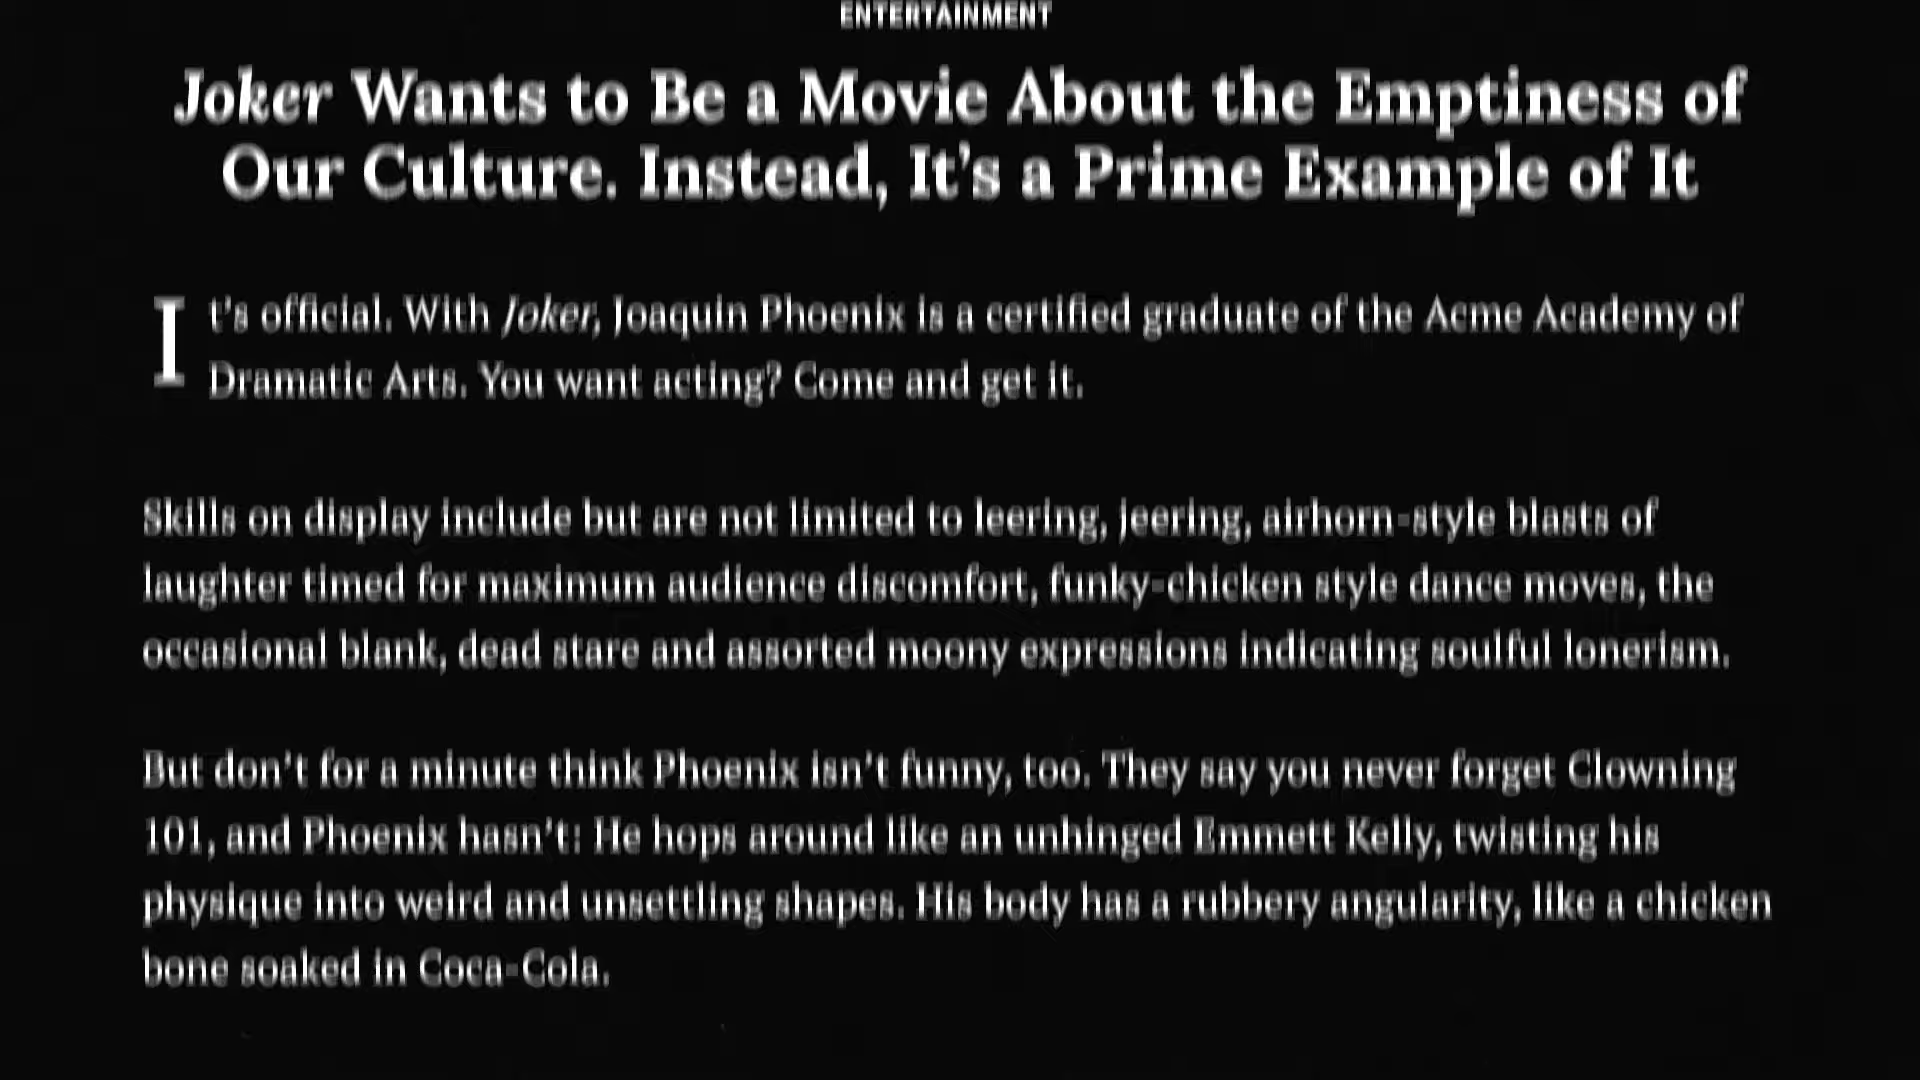 ENTERTAINMENT
Joker Wants to Be a Movie About the Emptiness of
Our Culture. Instead, It’s a Prime Example of It
It’s official. With Joker, Joaquin Phoenix is a certified graduate of the Acme Academy of
Dramatic Arts. You want acting? Come and get it.
Skills on display include but are not limited to leering, jeering, airhorn-style blasts of
laughter timed for maximum audience discomfort, funky-chicken style dance moves, the
occasional blank, dead stare and assorted moony expressions indicating soulful lonerism.
But don’t for a minute think Phoenix isn’t funny, too. They say you never forget Clowning
101, and Phoenix hasn’t: He hops around like an unhinged Emmett Kelly, twisting his
physique into weird and unsettling shapes. His body has a rubbery angularity, like a chicken
bone soaked in Coca-Cola.